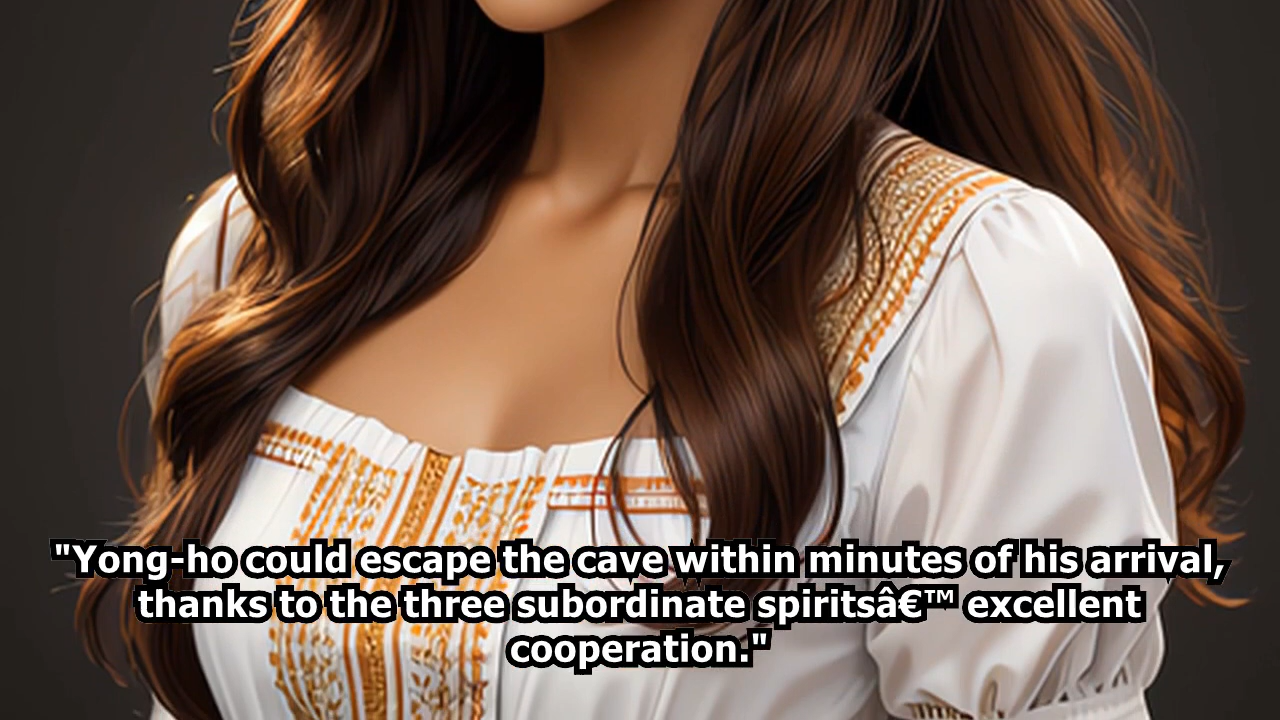 "Yong-ho could escape the cave within minutes of his arrival,
thanks to the three subordinate spiritsâ€™ excellent
cooperation."